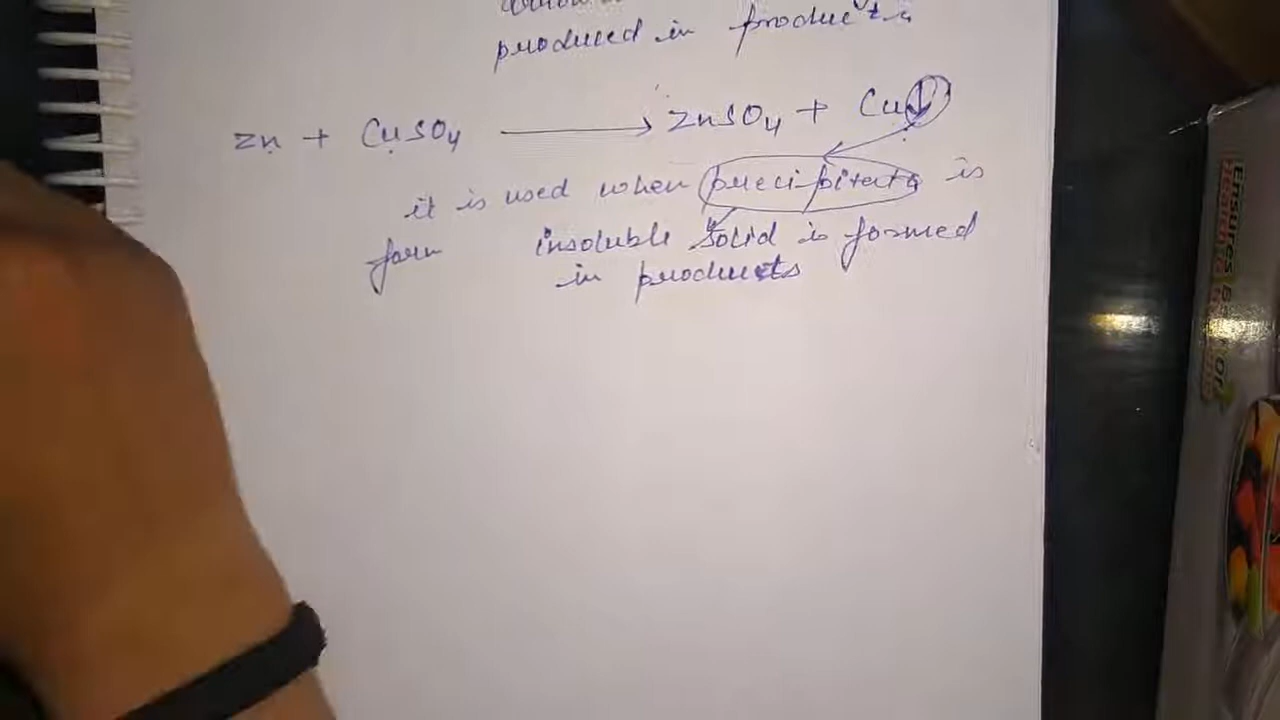 produced in products
Zn + CuSO4 → ZnSO4 + Cu↓
it is used when precipitate is
form insoluble solid is formed
in products
Ensures B